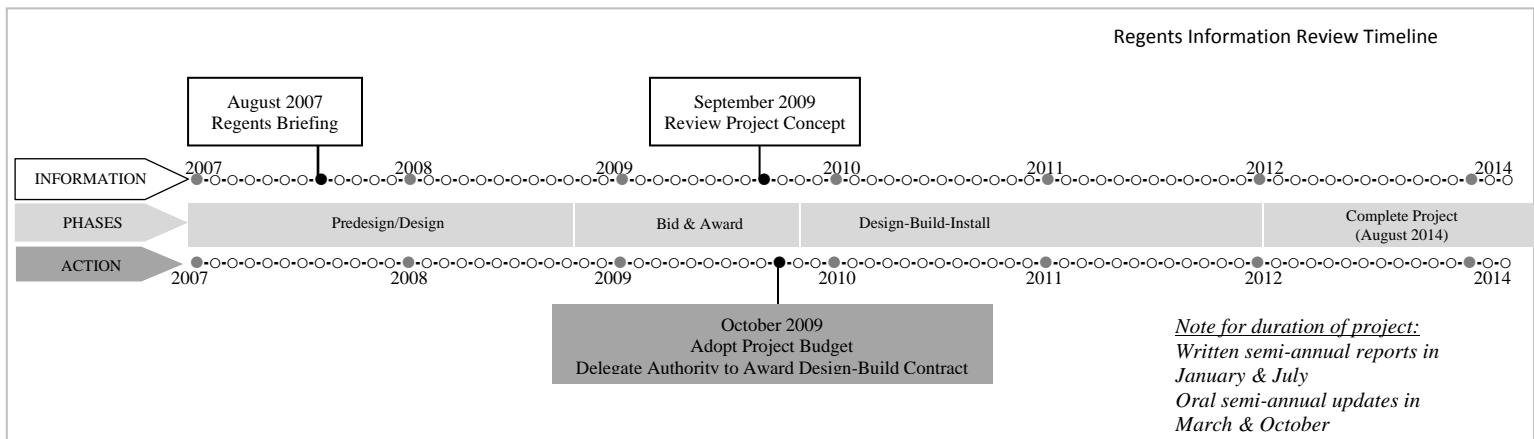 Regents Information Review Timeline
August 2007
Regents Briefing
September 2009
Review Project Concept
2007 2008 2009 2010 2011 2012 2014
INFORMATION
PHASES Predesign/Design Bid & Award Design-Build-Install Complete Project
(August 2014)
ACTION
2007 2008 2009 2010 2011 2012 2014
October 2009
Adopt Project Budget
Delegate Authority to Award Design-Build Contract
Note for duration of project:
Written semi-annual reports in
January & July
Oral semi-annual updates in
March & October